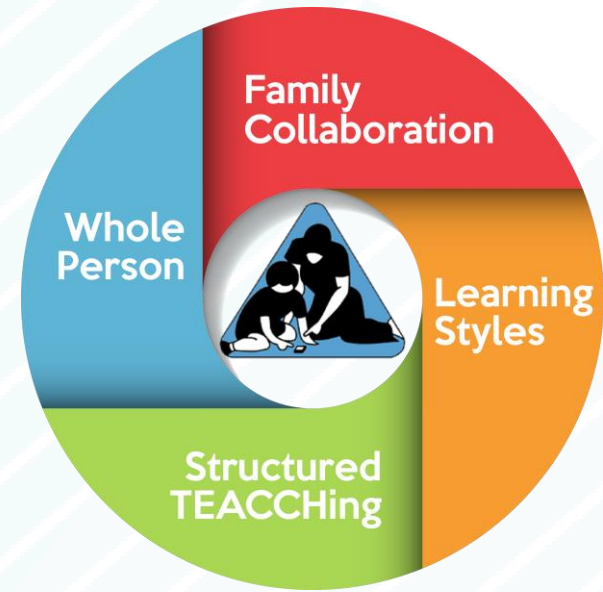 Family
Collaboration
Whole
Person
Learning
Styles
Structured
TEACCHing